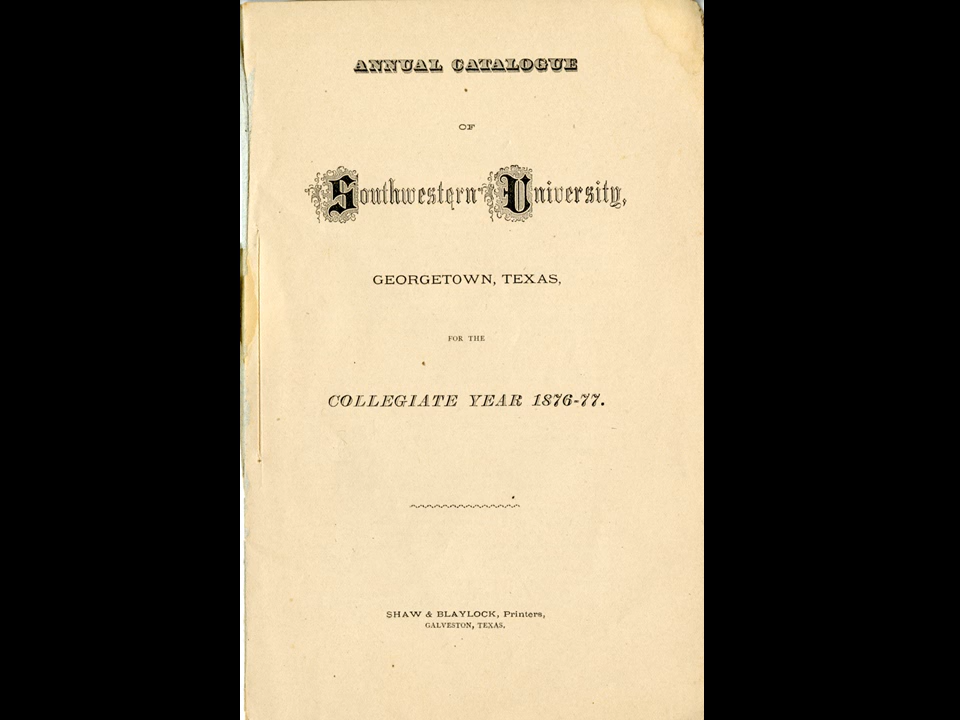 ANNUAL CATALOGUE
OF
Southwestern University,
GEORGETOWN, TEXAS,
FOR THE
COLLEGIATE YEAR 1876-77.
SHAW & BLAYLOCK, Printers,
GALVESTON, TEXAS.